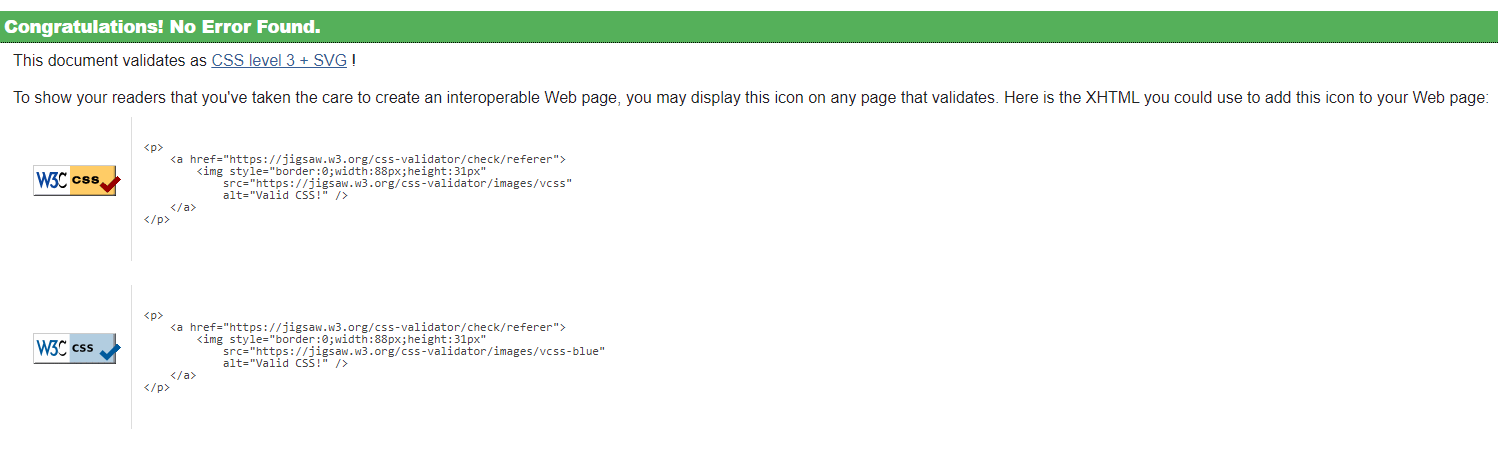 Congratulations! No Error Found.
This document validates as CSS level 3 + SVG !
To show your readers that you've taken the care to create an interoperable Web page, you may display this icon on any page that validates. Here is the XHTML you could use to add this icon to your Web page:
W3C css
<p>
    <a href="https://jigsaw.w3.org/css-validator/check/referer">
        <img style="border:0;width:88px;height:31px"
            src="https://jigsaw.w3.org/css-validator/images/vcss"
            alt="Valid CSS!" />
    </a>
</p>
W3C css
<p>
    <a href="https://jigsaw.w3.org/css-validator/check/referer">
        <img style="border:0;width:88px;height:31px"
            src="https://jigsaw.w3.org/css-validator/images/vcss-blue"
            alt="Valid CSS!" />
    </a>
</p>